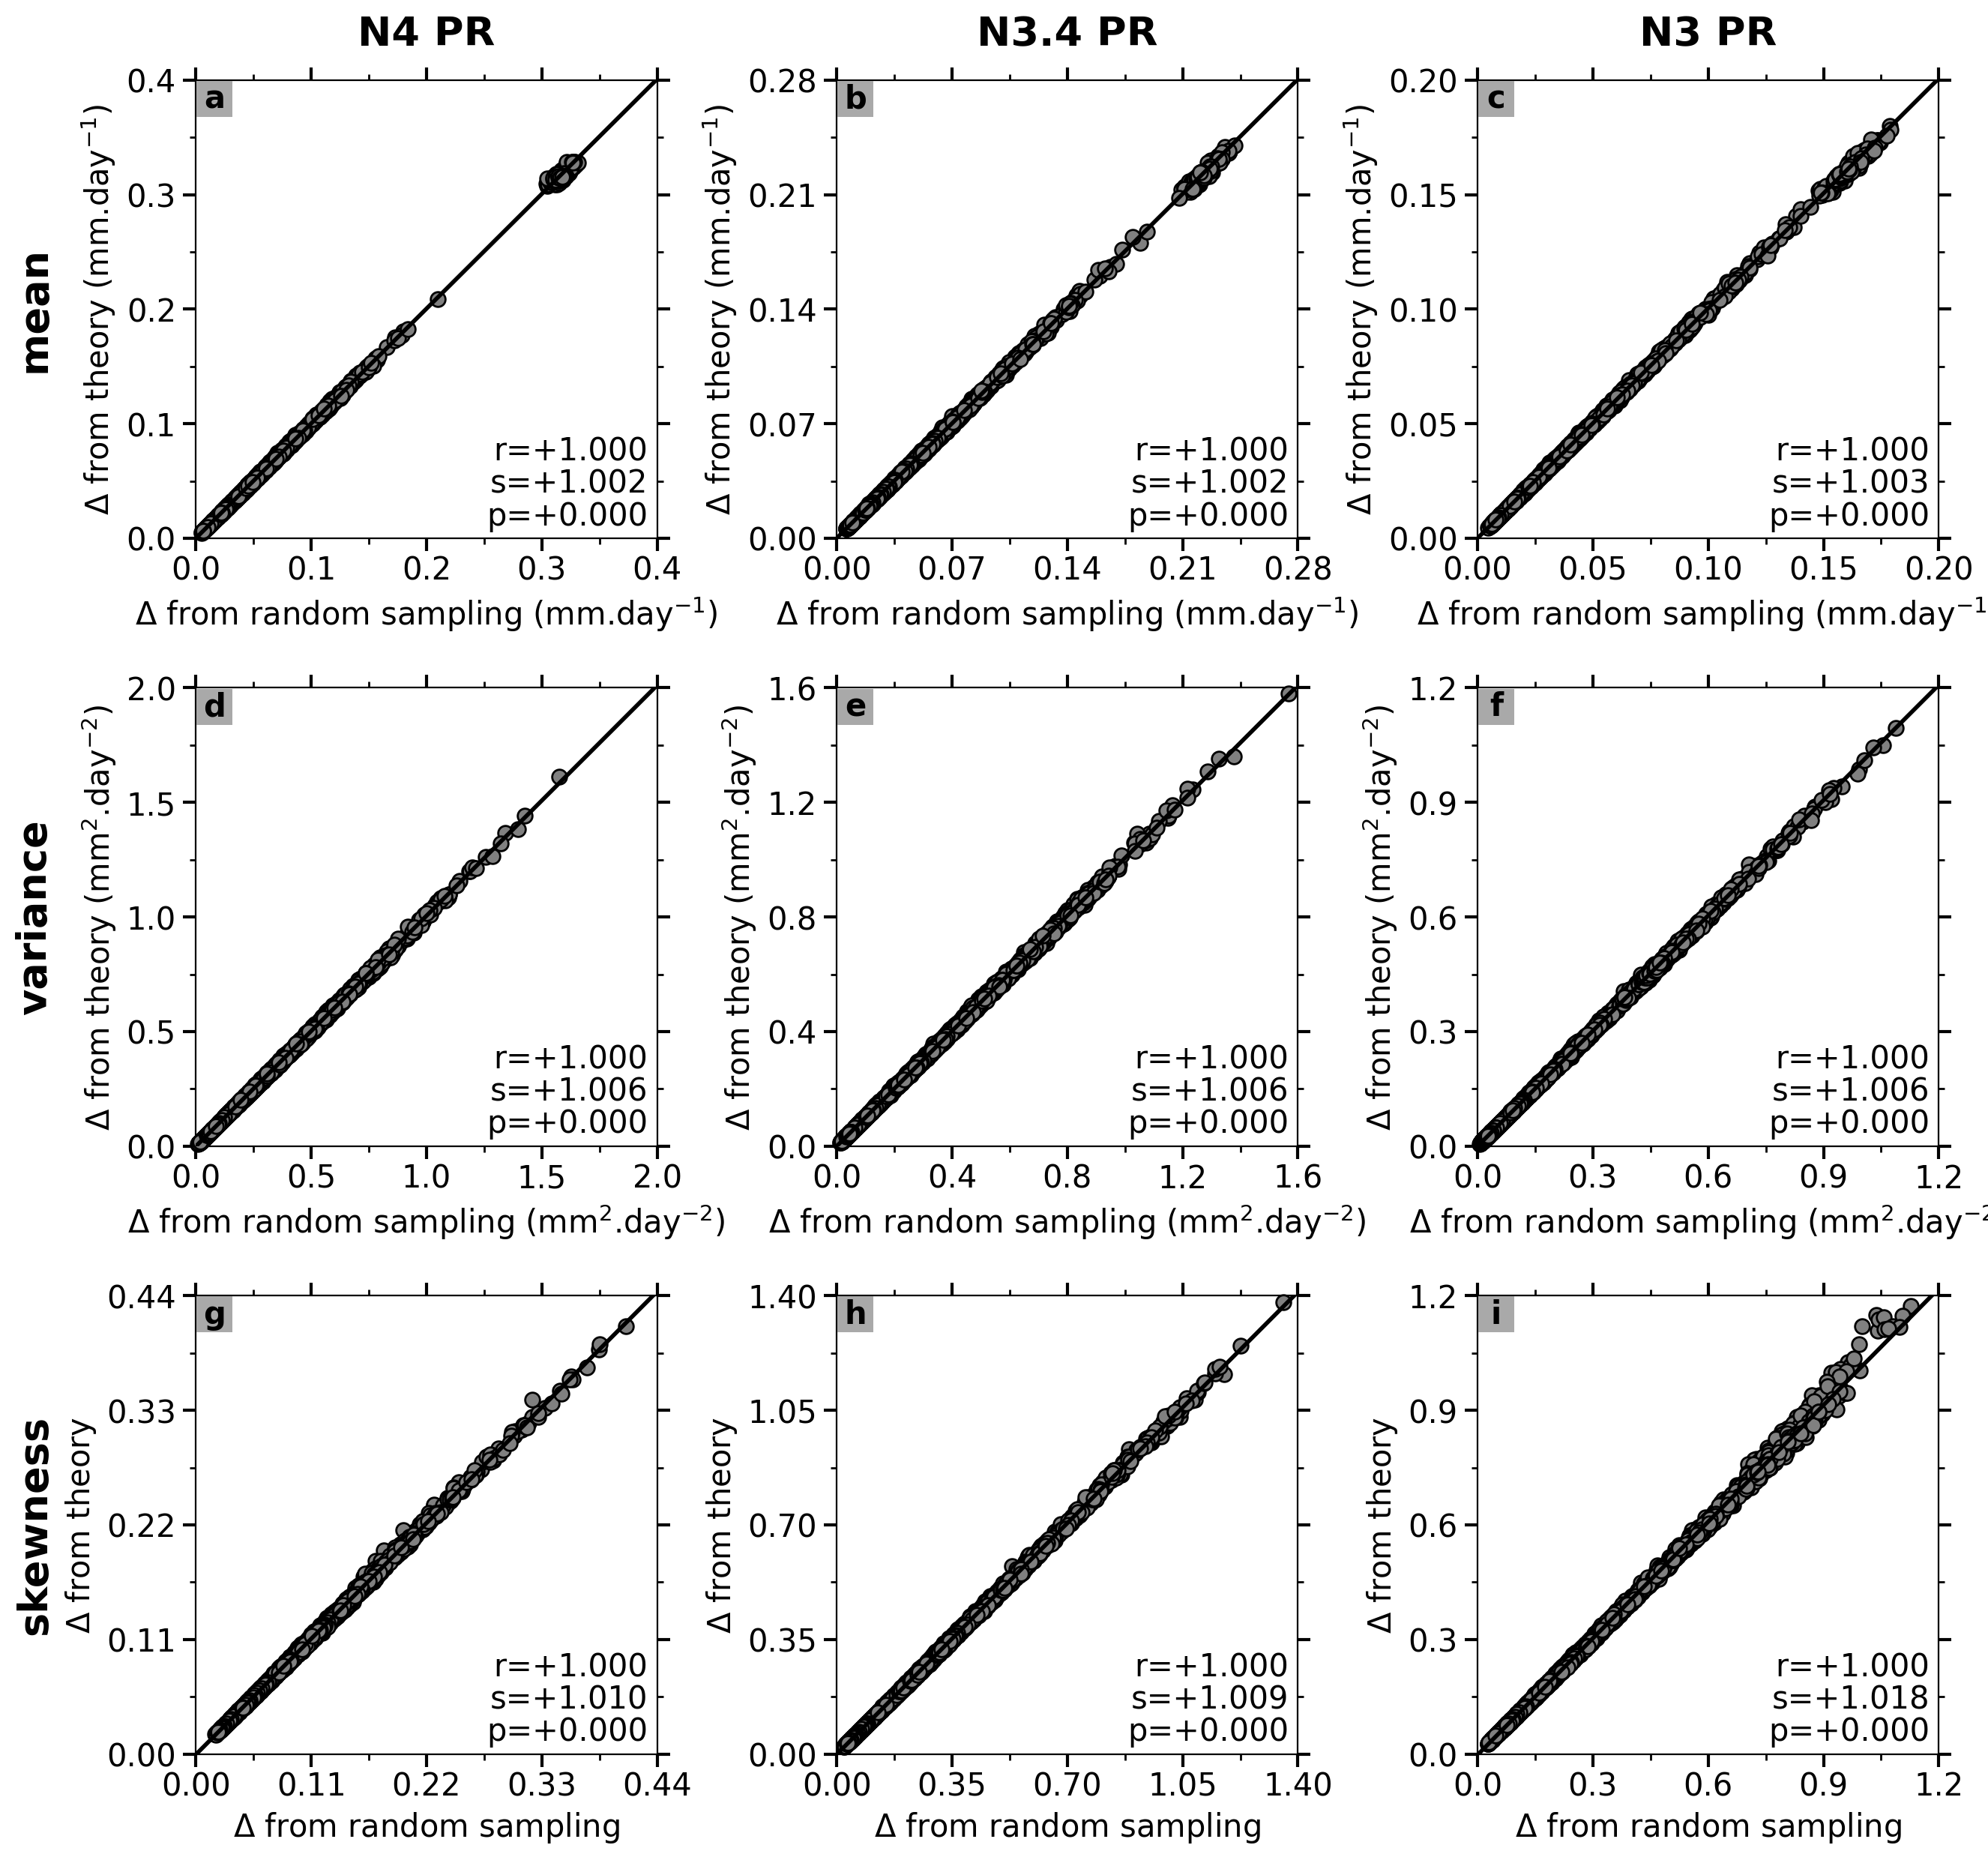 N4 PR
N3.4 PR
N3 PR
mean
a
Δ from theory (mm.day⁻¹)
0.4
0.3
0.2
0.1
0.0
r=+1.000
s=+1.002
p=+0.000
0.0 0.1 0.2 0.3 0.4
Δ from random sampling (mm.day⁻¹)
b
Δ from theory (mm.day⁻¹)
0.28
0.21
0.14
0.07
0.00
r=+1.000
s=+1.002
p=+0.000
0.00 0.07 0.14 0.21 0.28
Δ from random sampling (mm.day⁻¹)
c
Δ from theory (mm.day⁻¹)
0.20
0.15
0.10
0.05
0.00
r=+1.000
s=+1.003
p=+0.000
0.00 0.05 0.10 0.15 0.20
Δ from random sampling (mm.day⁻¹
variance
d
Δ from theory (mm².day⁻²)
2.0
1.5
1.0
0.5
0.0
r=+1.000
s=+1.006
p=+0.000
0.0 0.5 1.0 1.5 2.0
Δ from random sampling (mm².day⁻²)
e
Δ from theory (mm².day⁻²)
1.6
1.2
0.8
0.4
0.0
r=+1.000
s=+1.006
p=+0.000
0.0 0.4 0.8 1.2 1.6
Δ from random sampling (mm².day⁻²)
f
Δ from theory (mm².day⁻²)
1.2
0.9
0.6
0.3
0.0
r=+1.000
s=+1.006
p=+0.000
0.0 0.3 0.6 0.9 1.2
Δ from random sampling (mm².day⁻²
skewness
g
Δ from theory
0.44
0.33
0.22
0.11
0.00
r=+1.000
s=+1.010
p=+0.000
0.00 0.11 0.22 0.33 0.44
Δ from random sampling
h
Δ from theory
1.40
1.05
0.70
0.35
0.00
r=+1.000
s=+1.009
p=+0.000
0.00 0.35 0.70 1.05 1.40
Δ from random sampling
i
Δ from theory
1.2
0.9
0.6
0.3
0.0
r=+1.000
s=+1.018
p=+0.000
0.0 0.3 0.6 0.9 1.2
Δ from random sampling